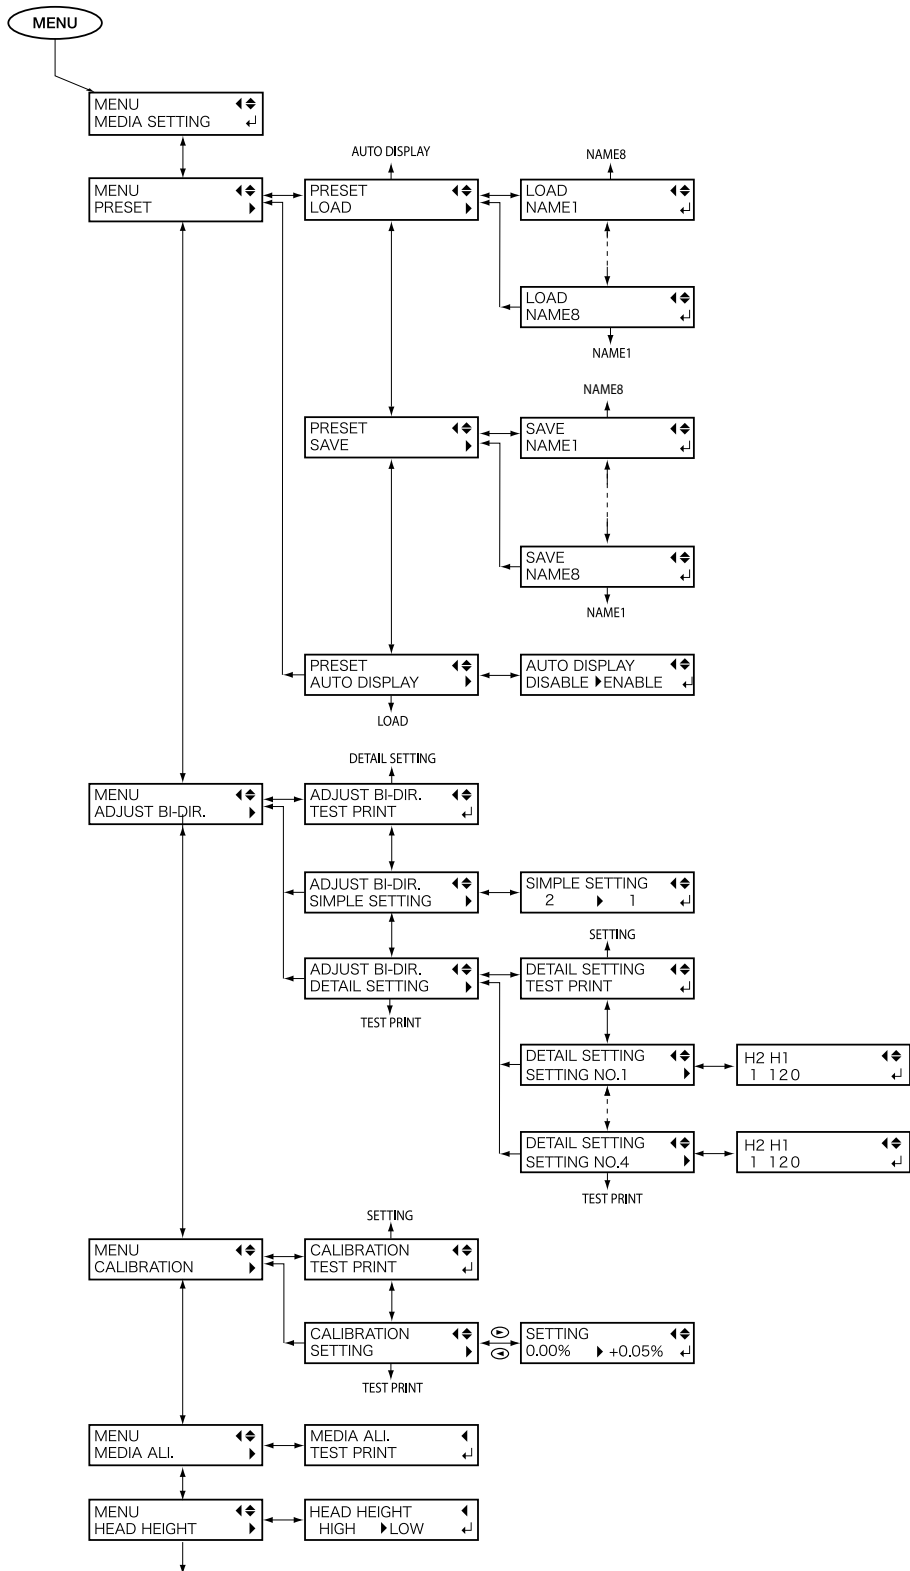 MENU
MENU
MEDIA SETTING
AUTO DISPLAY
NAME8
MENU
PRESET
PRESET
LOAD
LOAD
NAME1
LOAD
NAME8
NAME1
NAME8
PRESET
SAVE
SAVE
NAME1
SAVE
NAME8
NAME1
PRESET
AUTO DISPLAY
AUTO DISPLAY
DISABLE ▶ENABLE
LOAD
DETAIL SETTING
MENU
ADJUST BI-DIR.
ADJUST BI-DIR.
TEST PRINT
ADJUST BI-DIR.
SIMPLE SETTING
SIMPLE SETTING
2 ▶ 1
SETTING
ADJUST BI-DIR.
DETAIL SETTING
DETAIL SETTING
TEST PRINT
TEST PRINT
DETAIL SETTING
SETTING NO.1
H2 H1
1 120
DETAIL SETTING
SETTING NO.4
H2 H1
1 120
TEST PRINT
SETTING
MENU
CALIBRATION
CALIBRATION
TEST PRINT
CALIBRATION
SETTING
SETTING
0.00% ▶ +0.05%
TEST PRINT
MENU
MEDIA ALI.
MEDIA ALI.
TEST PRINT
MENU
HEAD HEIGHT
HEAD HEIGHT
HIGH ▶LOW